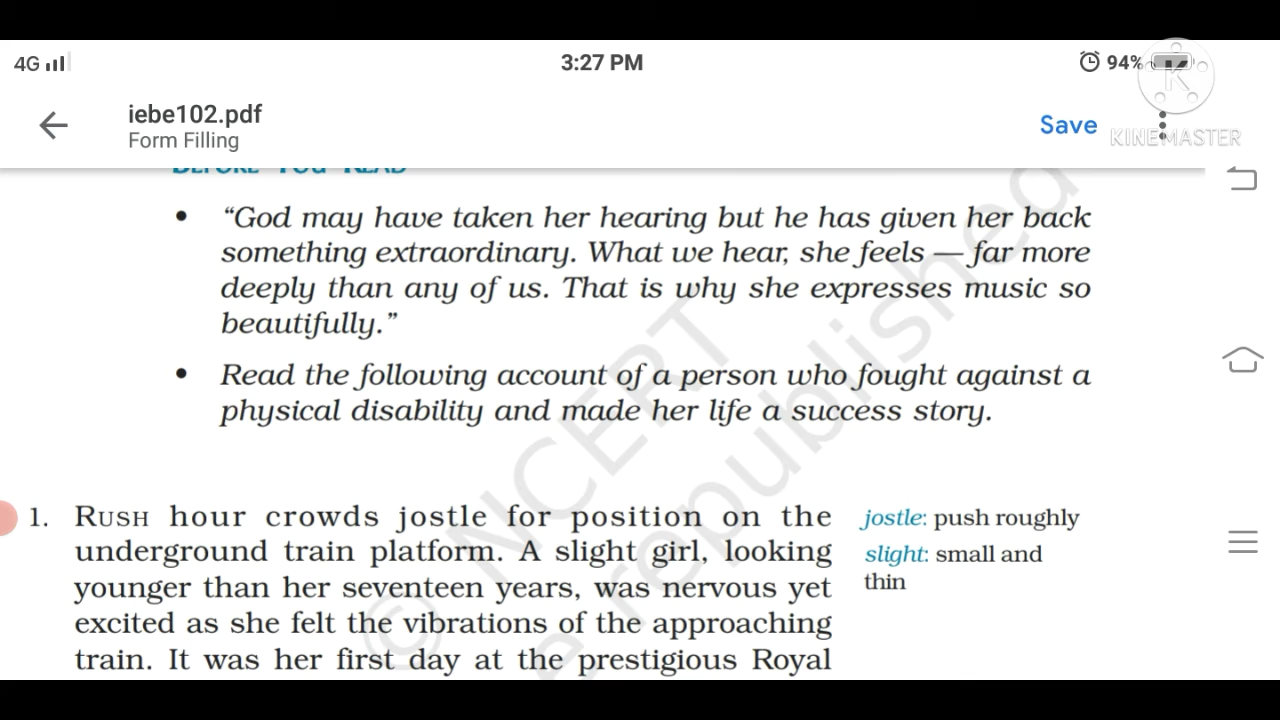 4G
3:27 PM
94%
iebe102.pdf
Form Filling
Save
KINEMASTER
BEFORE YOU READ
• “God may have taken her hearing but he has given her back
something extraordinary. What we hear, she feels — far more
deeply than any of us. That is why she expresses music so
beautifully.”
• Read the following account of a person who fought against a
physical disability and made her life a success story.
1. RUSH hour crowds jostle for position on the
underground train platform. A slight girl, looking
younger than her seventeen years, was nervous yet
excited as she felt the vibrations of the approaching
train. It was her first day at the prestigious Royal
jostle: push roughly
slight: small and
thin
© NCERT
e republished